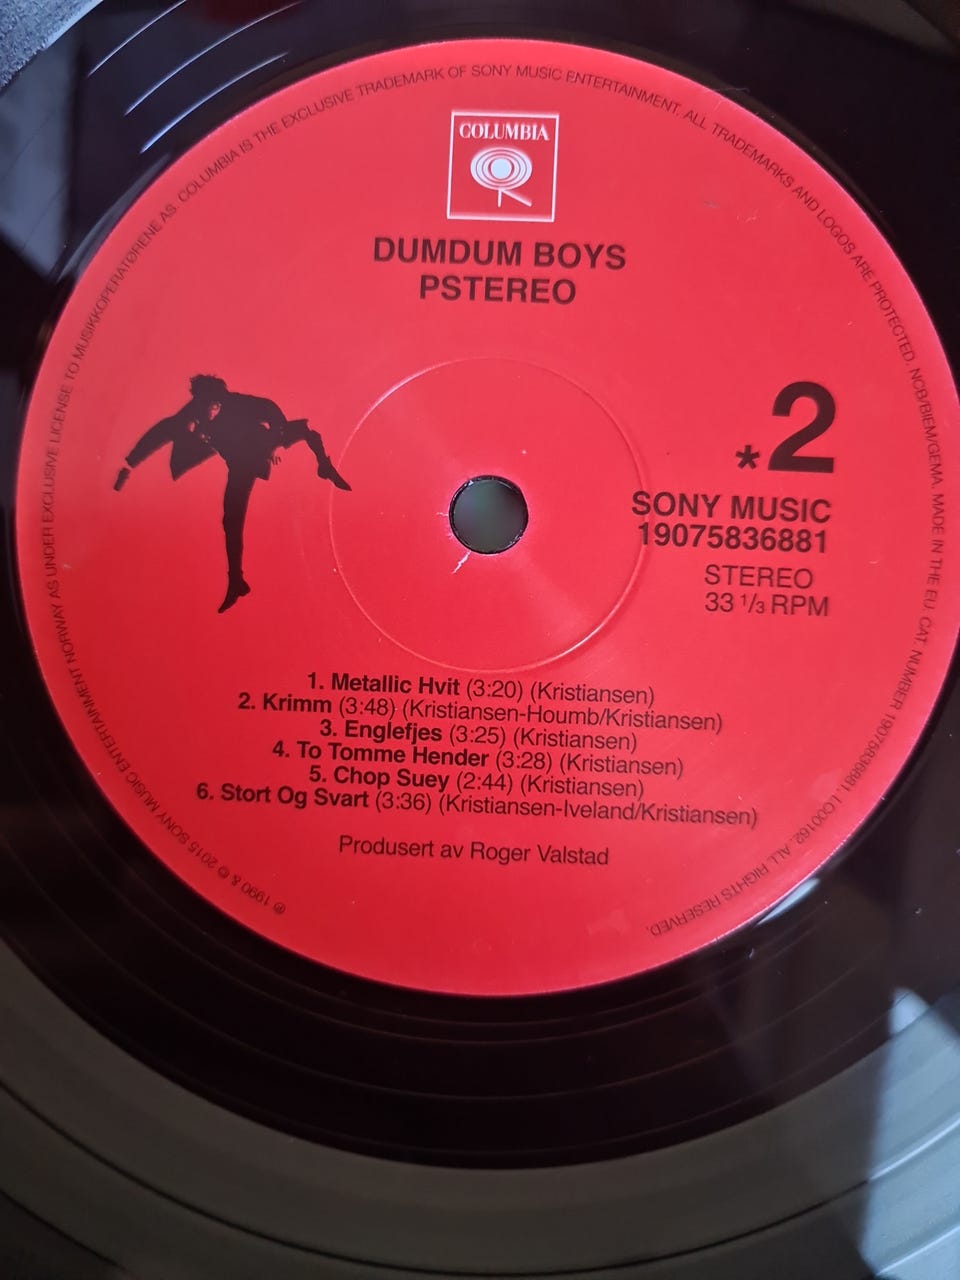 COLUMBIA
DUMDUM BOYS
PSTEREO
*2
SONY MUSIC
19075836881
STEREO
33 1/3 RPM
1. Metallic Hvit (3:20) (Kristiansen)
2. Krimm (3:48) (Kristiansen-Houmb/Kristiansen)
3. Englefjes (3:25) (Kristiansen)
4. To Tomme Hender (3:28) (Kristiansen)
5. Chop Suey (2:44) (Kristiansen)
6. Stort Og Svart (3:36) (Kristiansen-Iveland/Kristiansen)
Produsert av Roger Valstad
℗ 1990 & © 2015 SONY MUSIC ENTERTAINMENT NORWAY AS UNDER EXCLUSIVE LICENSE TO MUSIKKOPERATØRENE AS. COLUMBIA IS THE EXCLUSIVE TRADEMARK OF SONY MUSIC ENTERTAINMENT. ALL TRADEMARKS AND LOGOS ARE PROTECTED. NCB/BIEM/GEMA. MADE IN THE EU. CAT. NUMBER 19075836881. LC00162. ALL RIGHTS RESERVED.